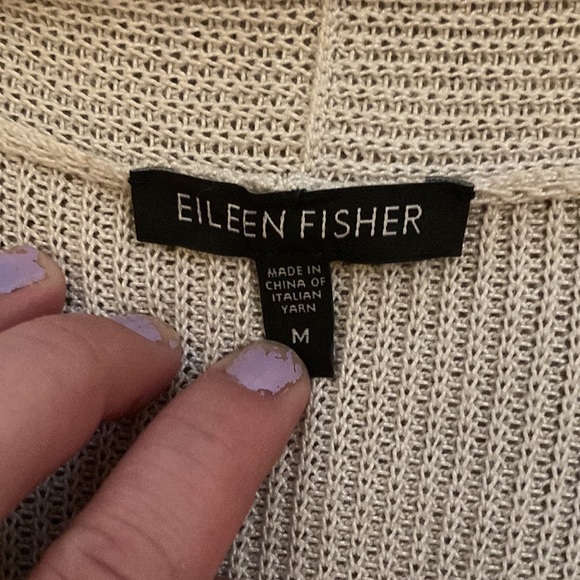 EILEEN FISHER
MADE IN
CHINA OF
ITALIAN
YARN
M